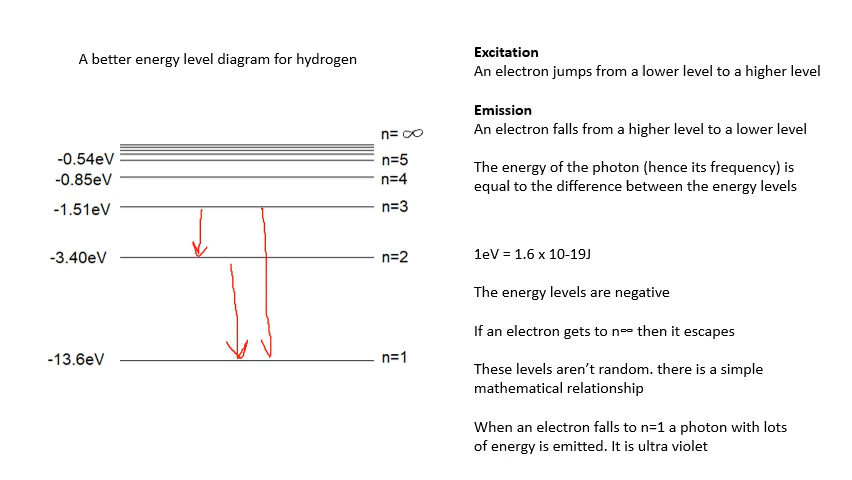 A better energy level diagram for hydrogen
n= ∞
-0.54eV n=5
-0.85eV n=4
-1.51eV n=3
-3.40eV n=2
-13.6eV n=1
Excitation
An electron jumps from a lower level to a higher level
Emission
An electron falls from a higher level to a lower level
The energy of the photon (hence its frequency) is
equal to the difference between the energy levels
1eV = 1.6 x 10-19J
The energy levels are negative
If an electron gets to n∞ then it escapes
These levels aren’t random. there is a simple
mathematical relationship
When an electron falls to n=1 a photon with lots
of energy is emitted. It is ultra violet